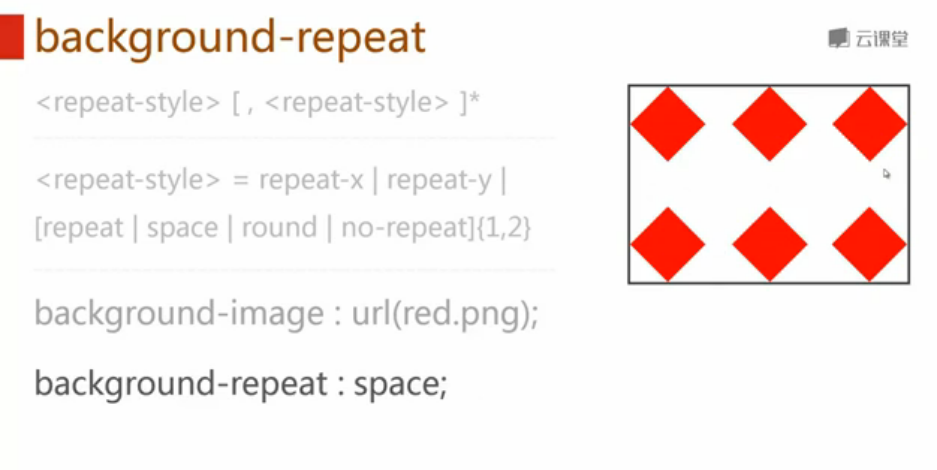 background-repeat
云课堂
<repeat-style> [ , <repeat-style> ]*
<repeat-style> = repeat-x | repeat-y |
[repeat | space | round | no-repeat]{1,2}
background-image : url(red.png);
background-repeat : space;